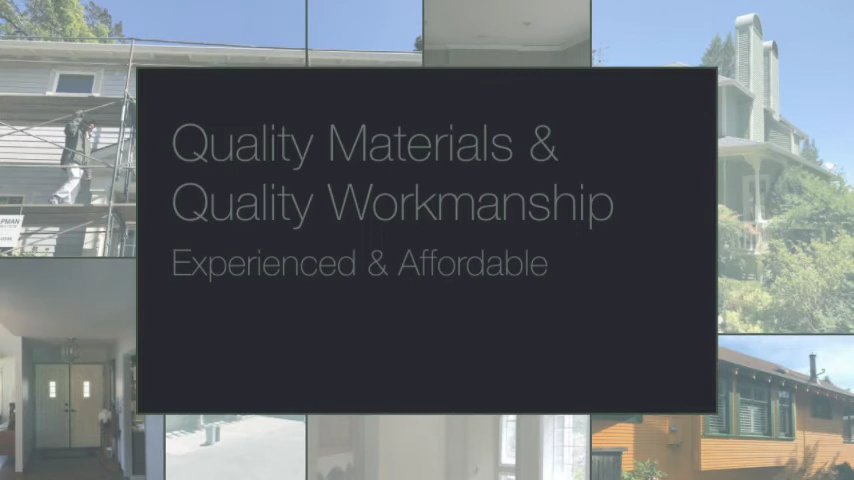 Quality Materials &
Quality Workmanship
Experienced & Affordable